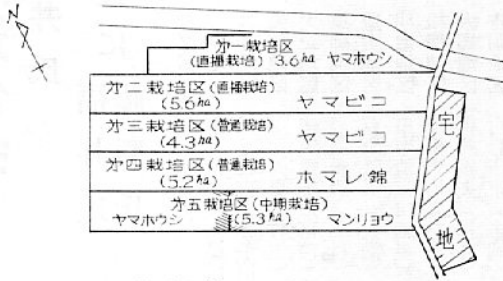 N
第一栽培区
(直播栽培) 3.6ha ヤマホウシ
第二栽培区(直播栽培)
(5.6ha) ヤマビコ
第三栽培区(普通栽培)
(4.3ha) ヤマビコ
第四栽培区(普通栽培)
(5.2ha) ホマレ錦
第五栽培区(中期栽培)
ヤマホウシ (5.3ha) マンリョウ
宅
地